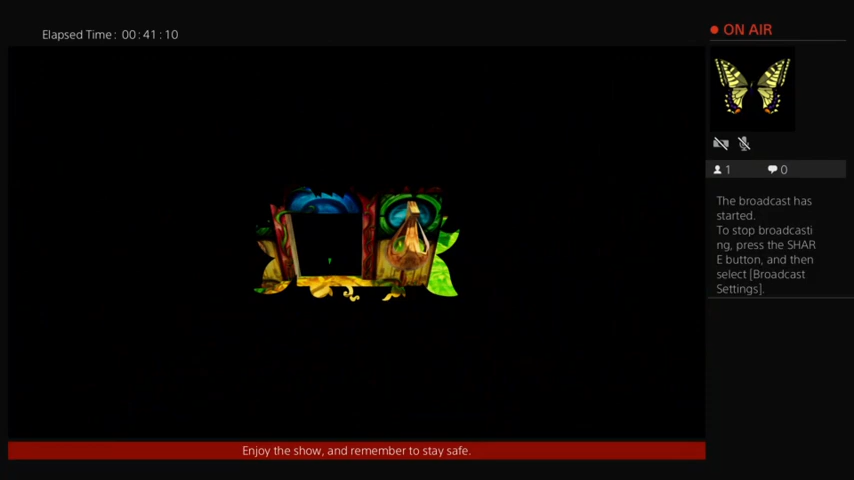 Elapsed Time: 00:41:10
ON AIR
1
0
The broadcast has
started.
To stop broadcasti
ng, press the SHAR
E button, and then
select [Broadcast
Settings].
Enjoy the show, and remember to stay safe.